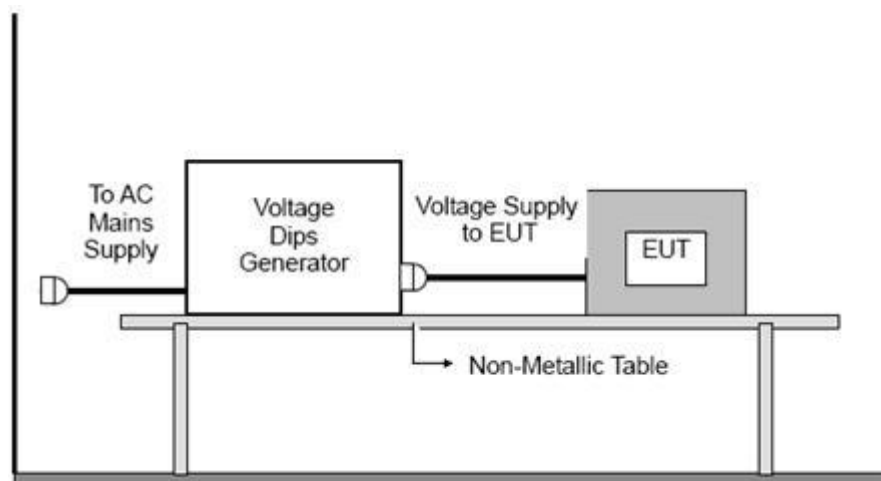 To AC
Mains
Supply
Voltage
Dips
Generator
Voltage Supply
to EUT
EUT
Non-Metallic Table